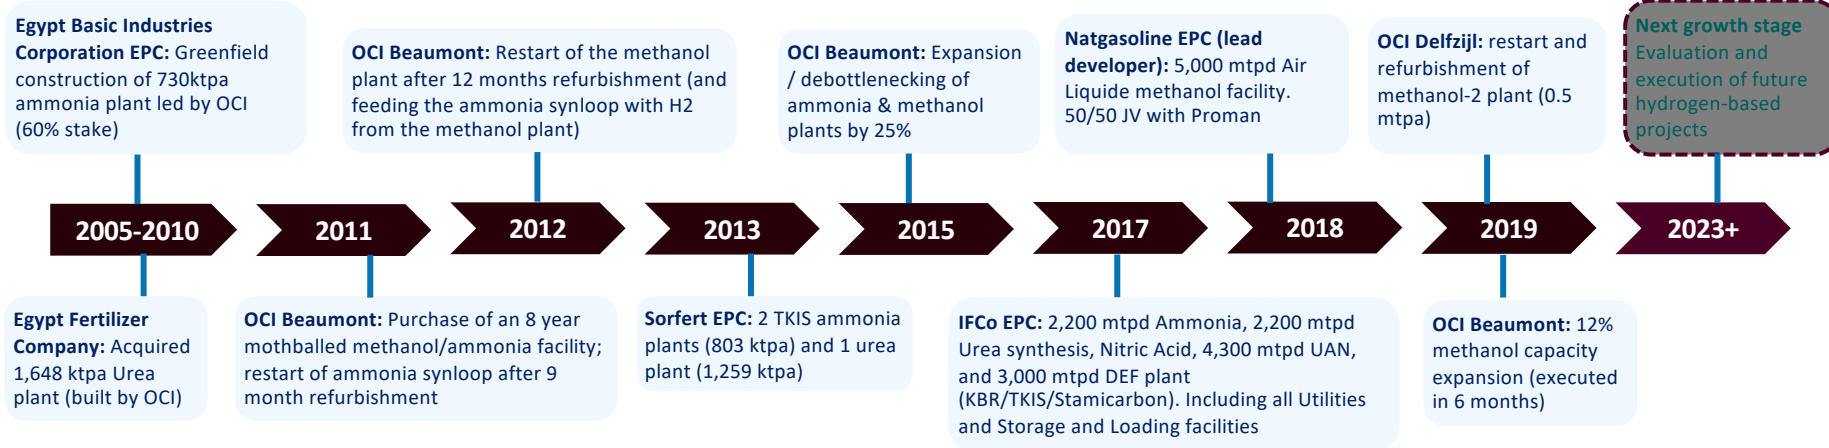 Egypt Basic Industries
Corporation EPC: Greenfield
construction of 730ktpa
ammonia plant led by OCI
(60% stake)
OCI Beaumont: Restart of the methanol
plant after 12 months refurbishment (and
feeding the ammonia synloop with H2
from the methanol plant)
OCI Beaumont: Expansion
/ debottlenecking of
ammonia & methanol
plants by 25%
Natgasoline EPC (lead
developer): 5,000 mtpd Air
Liquide methanol facility.
50/50 JV with Proman
OCI Delfzijl: restart and
refurbishment of
methanol-2 plant (0.5
mtpa)
Next growth stage
Evaluation and
execution of future
hydrogen-based
projects
2005-2010
2011
2012
2013
2015
2017
2018
2019
2023+
Egypt Fertilizer
Company: Acquired
1,648 ktpa Urea
plant (built by OCI)
OCI Beaumont: Purchase of an 8 year
mothballed methanol/ammonia facility;
restart of ammonia synloop after 9
month refurbishment
Sorfert EPC: 2 TKIS ammonia
plants (803 ktpa) and 1 urea
plant (1,259 ktpa)
IFCo EPC: 2,200 mtpd Ammonia, 2,200 mtpd
Urea synthesis, Nitric Acid, 4,300 mtpd UAN,
and 3,000 mtpd DEF plant
(KBR/TKIS/Stamicarbon). Including all Utilities
and Storage and Loading facilities
OCI Beaumont: 12%
methanol capacity
expansion (executed
in 6 months)